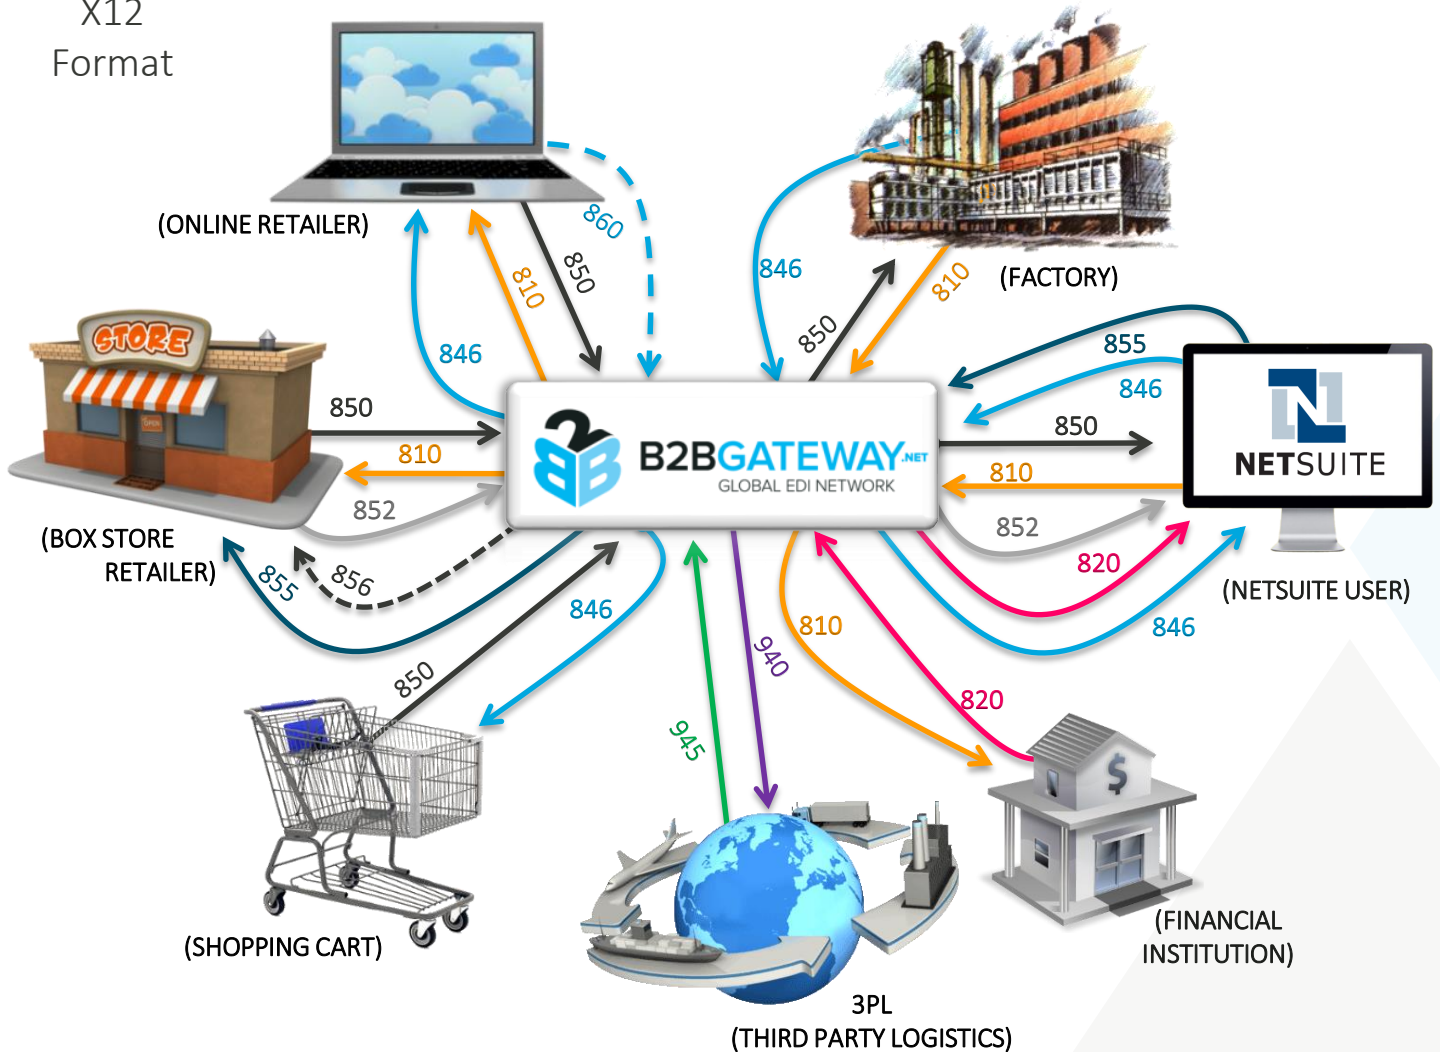 X12
Format
(ONLINE RETAILER)
860
850
810
846
846
850
810
(FACTORY)
STORE
OPEN
850
810
852
(BOX STORE
RETAILER)
855
856
B2BGATEWAY.NET
GLOBAL EDI NETWORK
855
846
850
810
852
820
846
NETSUITE
(NETSUITE USER)
850
846
(SHOPPING CART)
945
940
3PL
(THIRD PARTY LOGISTICS)
810
820
$
(FINANCIAL
INSTITUTION)